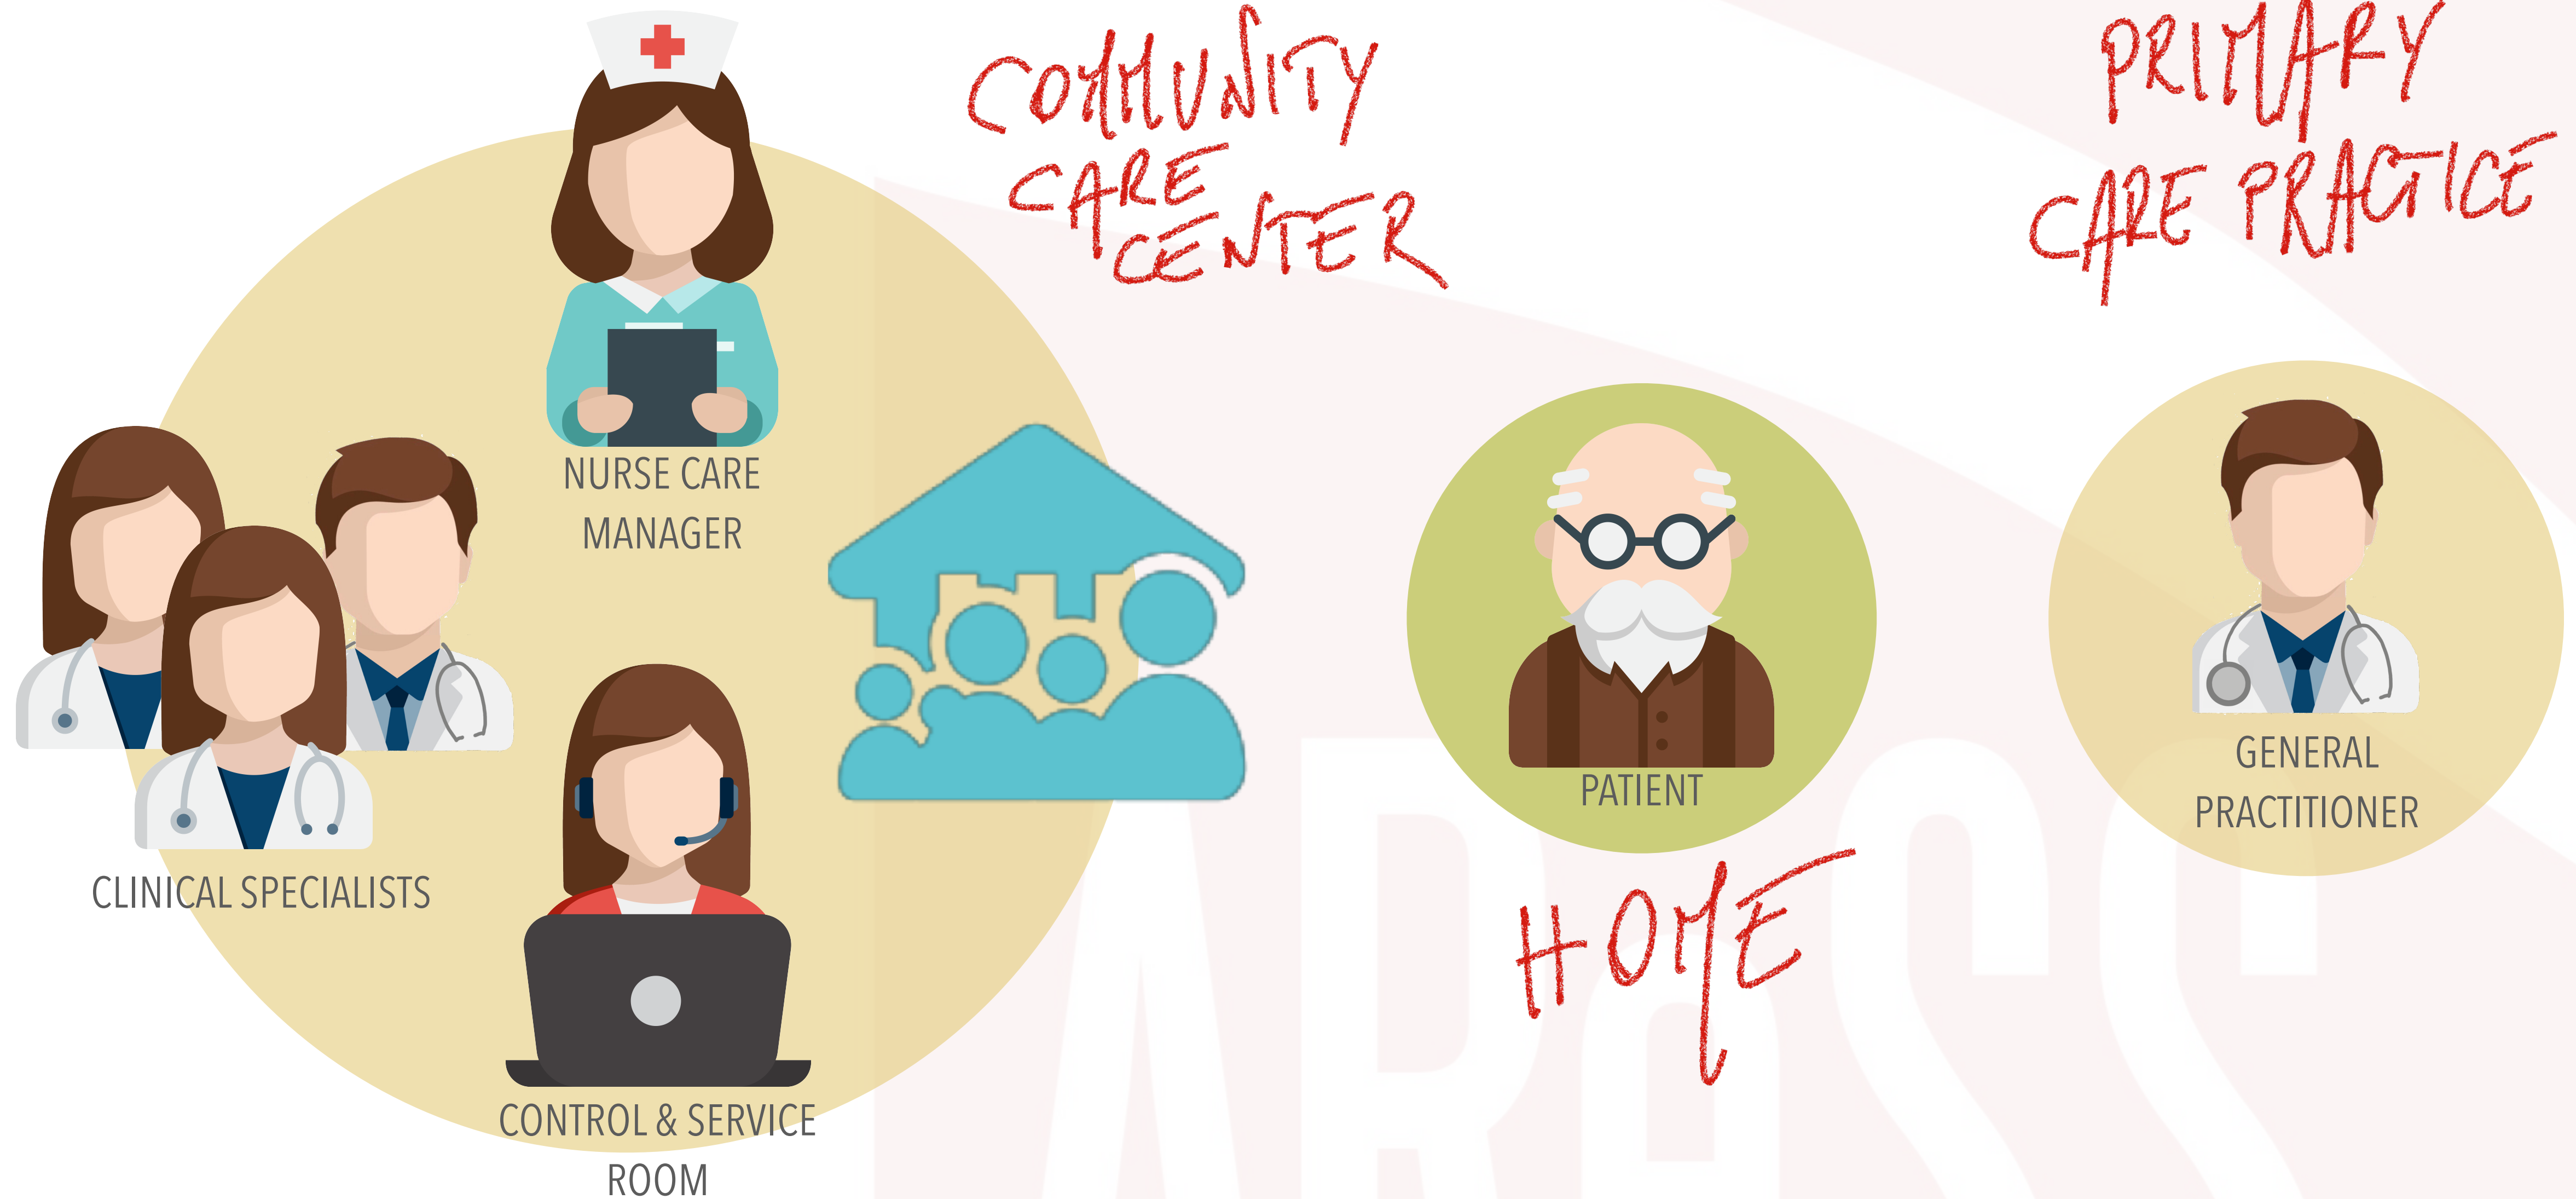 COMMUNITY
CARE
CENTER
PRIMARY
CARE PRACTICE
NURSE CARE
MANAGER
CLINICAL SPECIALISTS
CONTROL & SERVICE
ROOM
PATIENT
HOME
GENERAL
PRACTITIONER